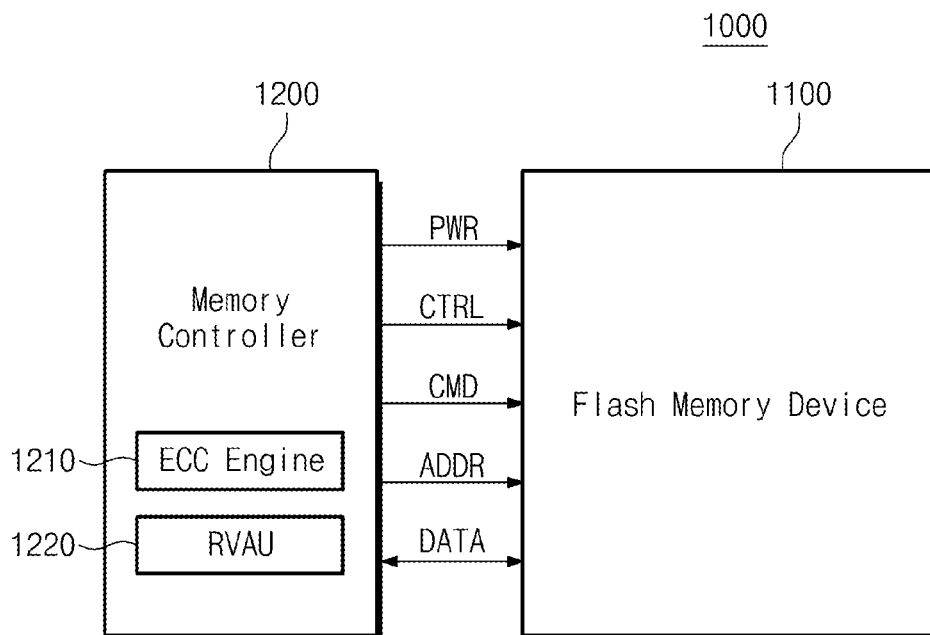 1000
1200
1100
PWR
Memory
Controller
CTRL
CMD
Flash Memory Device
1210
ECC Engine
ADDR
1220
RVAU
DATA